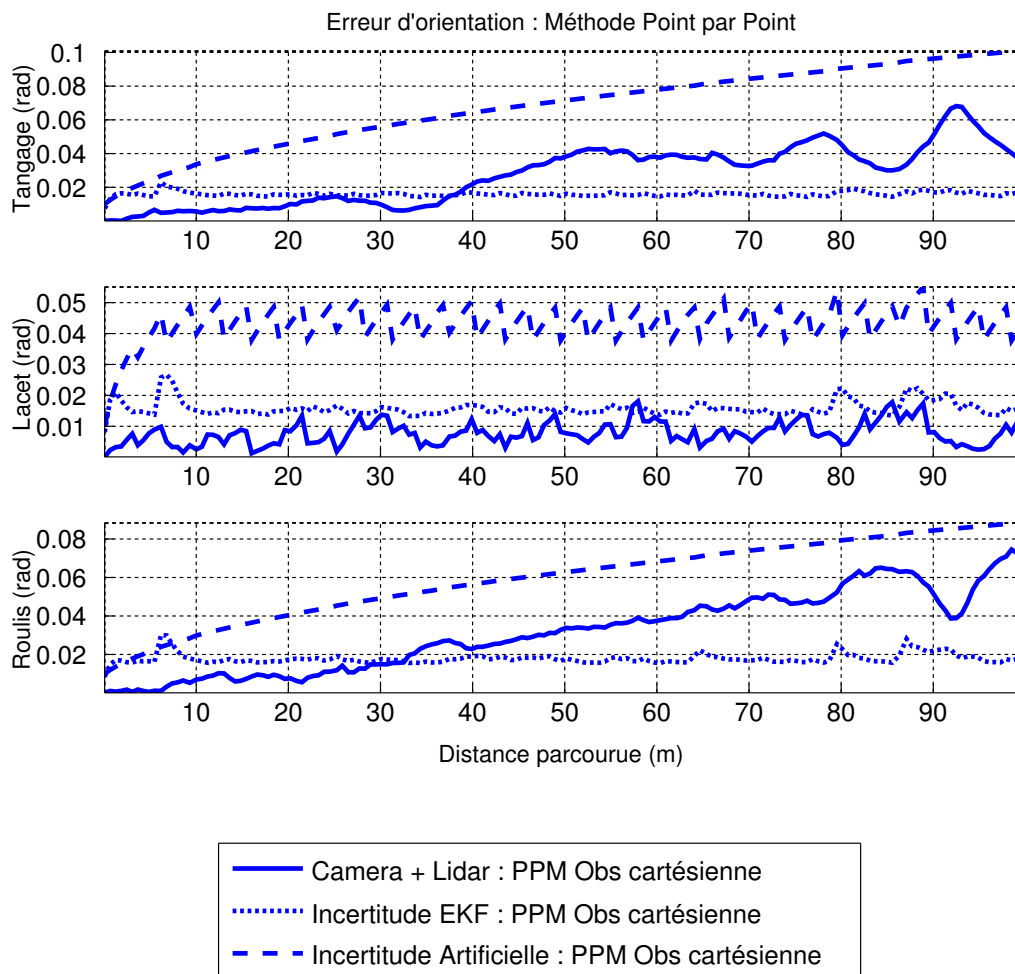 Erreur d'orientation : Méthode Point par Point
0.1
0.08
0.06
0.04
0.02
Tangage (rad)
10 20 30 40 50 60 70 80 90
0.05
0.04
0.03
0.02
0.01
Lacet (rad)
10 20 30 40 50 60 70 80 90
0.08
0.06
0.04
0.02
Roulis (rad)
10 20 30 40 50 60 70 80 90
Distance parcourue (m)
Camera + Lidar : PPM Obs cartésienne
Incertitude EKF : PPM Obs cartésienne
Incertitude Artificielle : PPM Obs cartésienne